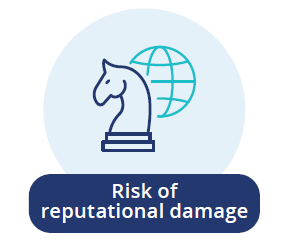 Risk of
reputational damage